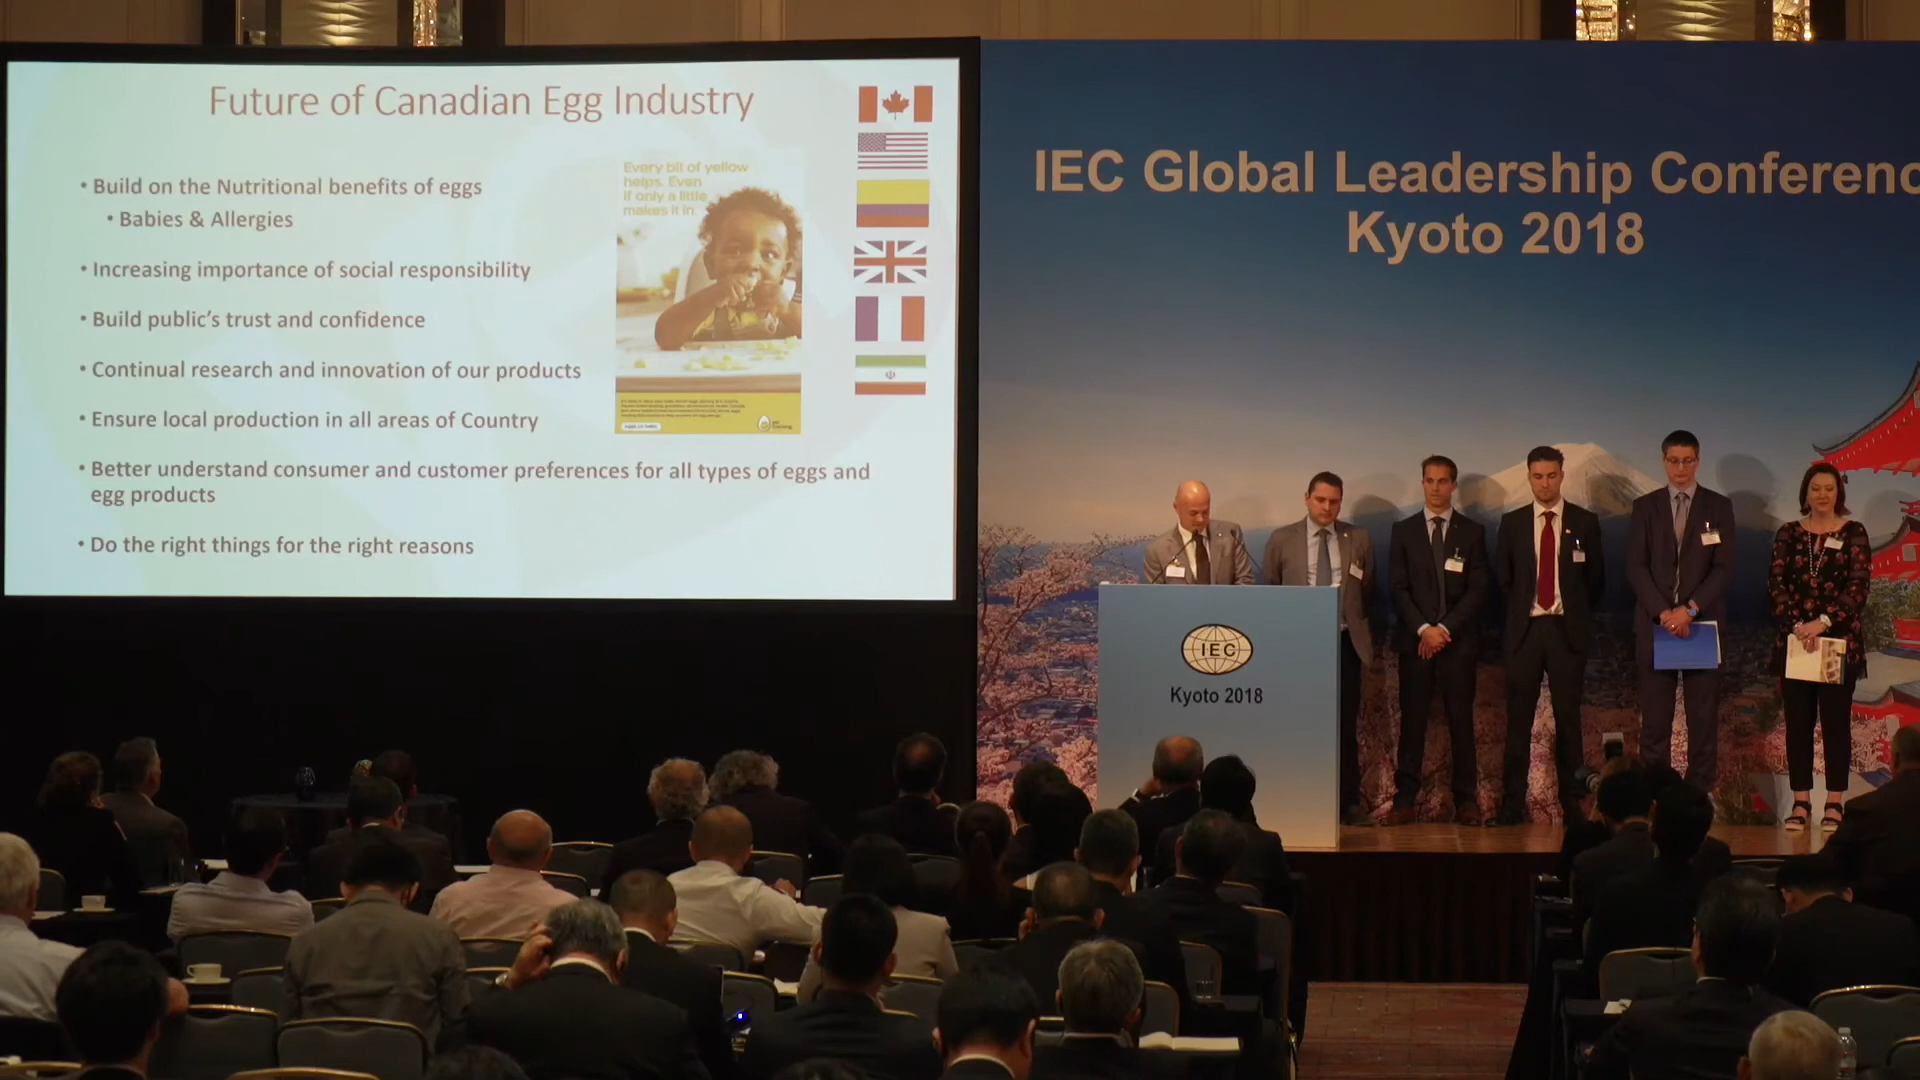 Future of Canadian Egg Industry
• Build on the Nutritional benefits of eggs
• Babies & Allergies
• Increasing importance of social responsibility
• Build public's trust and confidence
• Continual research and innovation of our products
• Ensure local production in all areas of Country
• Better understand consumer and customer preferences for all types of eggs and
egg products
• Do the right things for the right reasons
Every bit of yellow
helps. Even
if only a little
makes it in.
IEC Global Leadership Conferenc
Kyoto 2018
IEC
Kyoto 2018